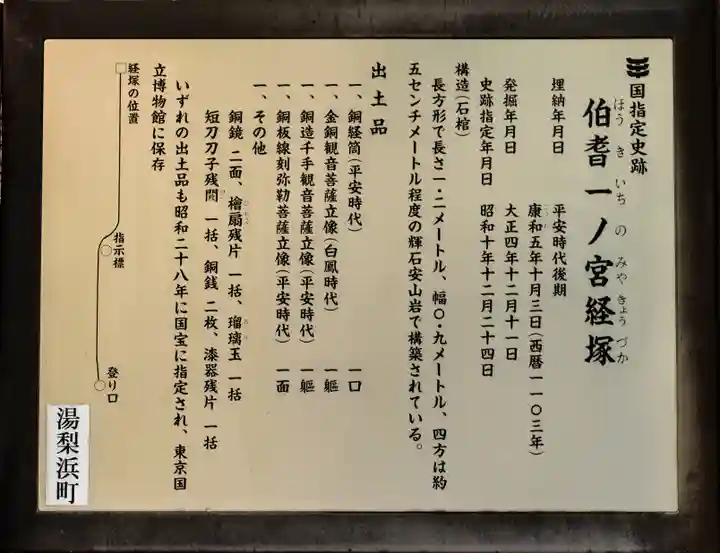 国指定史跡
伯耆一ノ宮経塚
ほうきいちのみやきょうづか
埋納年月日 平安時代後期
康和五年十月三日(西暦一一〇三年)
発掘年月日 大正四年十二月十一日
史跡指定年月日 昭和十年十二月二十四日
構造(石棺)
長方形で長さ一・二メートル、幅〇・九メートル、四方は約
五センチメートル程度の輝石安山岩で構築されている。
出土品
一、銅経筒(平安時代) 一口
一、金銅観音菩薩立像(白鳳時代) 一軀
一、銅造千手観音菩薩立像(平安時代) 一軀
一、銅板線刻弥勒菩薩立像(平安時代) 一面
一、その他
銅鏡 二面、檜扇残片 一括、瑠璃玉 一括
短刀刀子残閼 一括、銅銭 二枚、漆器残片 一括
いずれの出土品も昭和二十八年に国宝に指定され、東京国
立博物館に保存
経塚の位置
指示標
登り口
湯梨浜町